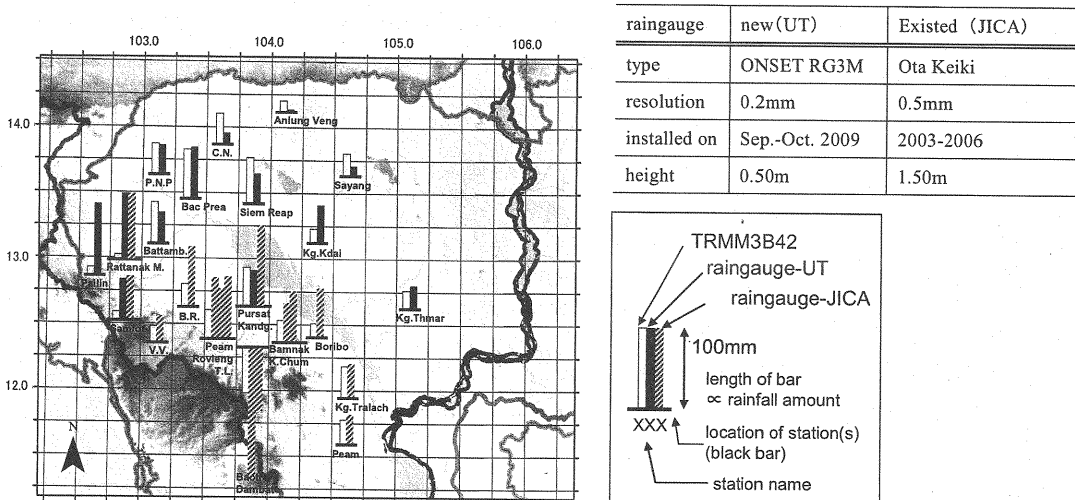 103.0 104.0 105.0 106.0
14.0
13.0
12.0
Anlung Veng
C.N.
P.N.P
Bac Prea
Siem Reap
Sayang
Battamb.
Kg.Kdai
Rattanak M.
Pailin
B.R.
Pursat
Kandg.
Kg.Thmar
V.V.
Peam
Rovieng
T.L.
Bamnak
K.Chum
Boribo
Kg.Tralach
Peam
Dambae
N
raingauge new(UT) Existed (JICA)
type ONSET RG3M Ota Keiki
resolution 0.2mm 0.5mm
installed on Sep.-Oct. 2009 2003-2006
height 0.50m 1.50m
TRMM3B42
raingauge-UT
raingauge-JICA
100mm
length of bar
∝ rainfall amount
XXX
location of station(s)
(black bar)
station name